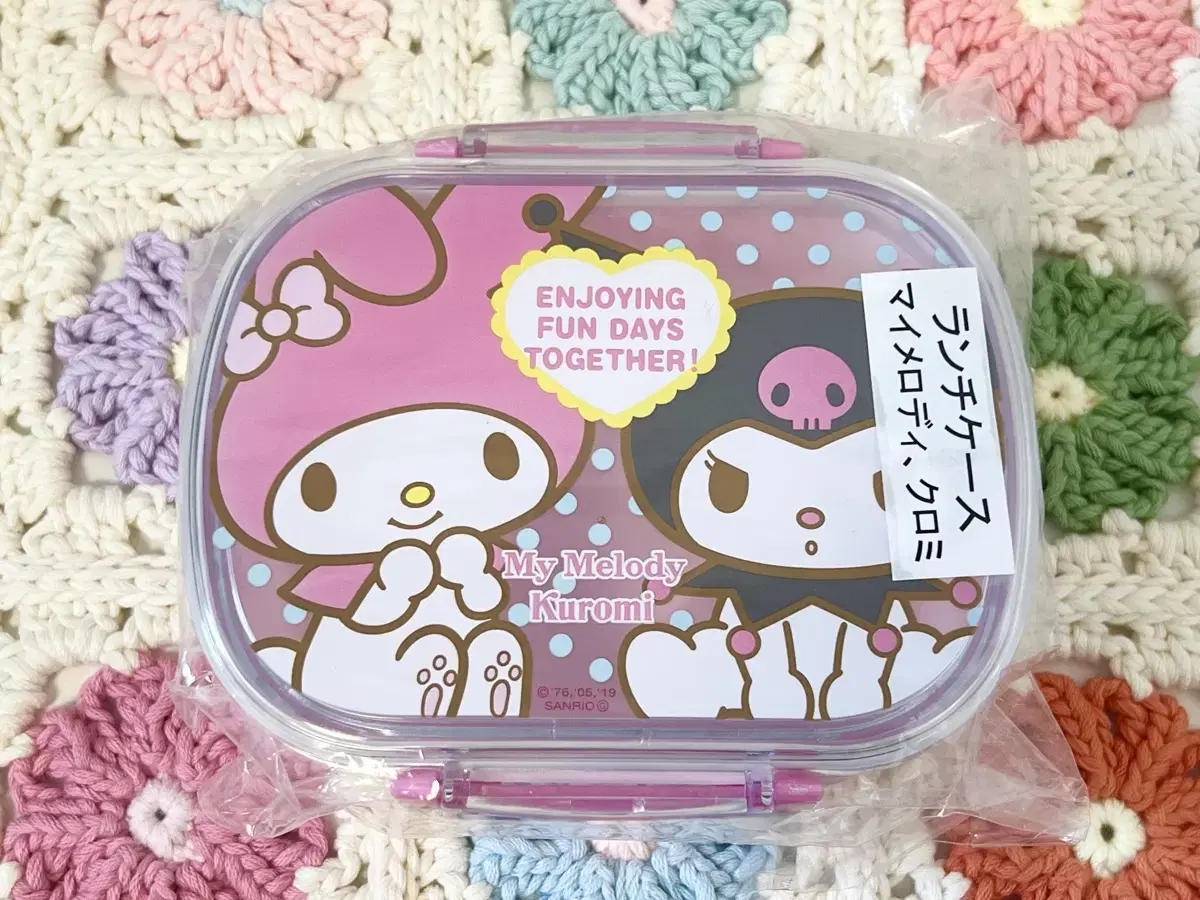 ENJOYING
FUN DAYS
TOGETHER!
ランチケース
マイメロディ、クロミ
My Melody
Kuromi
© '76,'05,'19
SANRIO Ⓖ